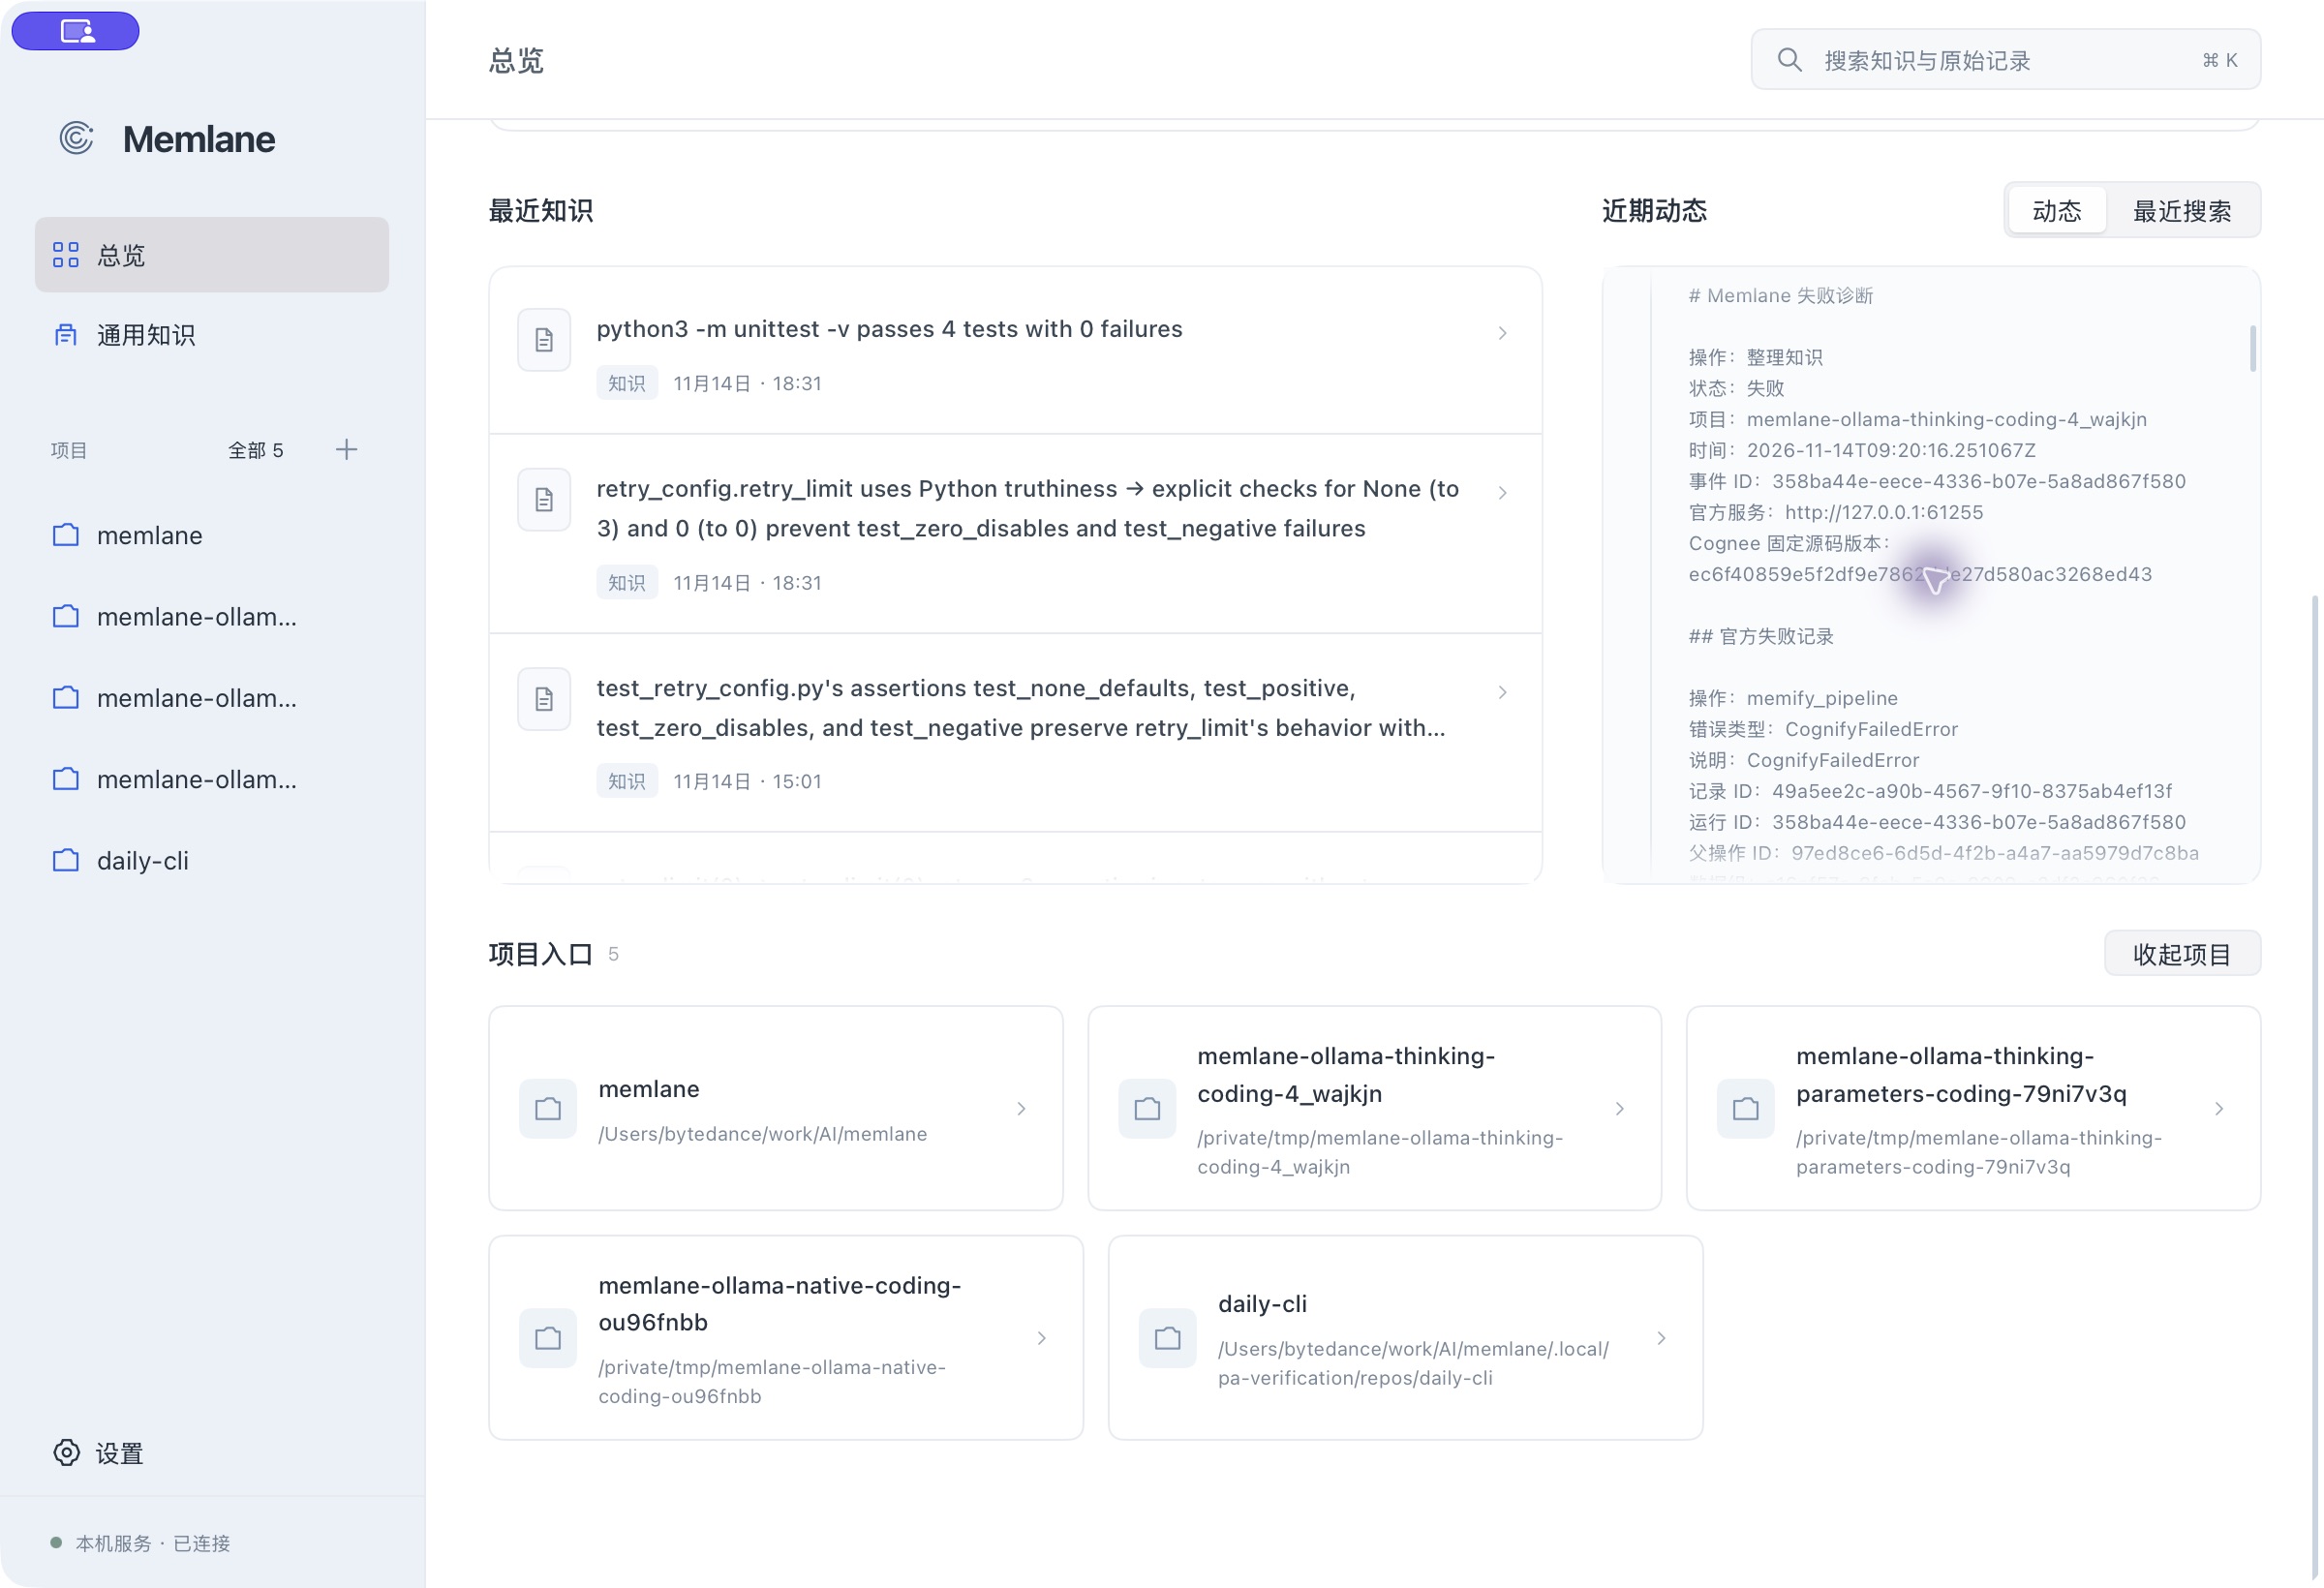 Memlane
总览
通用知识
项目
全部 5
memlane
memlane-ollam...
memlane-ollam...
memlane-ollam...
daily-cli
设置
本机服务 · 已连接
总览
搜索知识与原始记录
⌘ K
最近知识
python3 -m unittest -v passes 4 tests with 0 failures
知识 11月14日 · 18:31
retry_config.retry_limit uses Python truthiness → explicit checks for None (to
3) and 0 (to 0) prevent test_zero_disables and test_negative failures
知识 11月14日 · 18:31
test_retry_config.py's assertions test_none_defaults, test_positive,
test_zero_disables, and test_negative preserve retry_limit's behavior with...
知识 11月14日 · 15:01
近期动态
动态
最近搜索
# Memlane 失败诊断
操作：整理知识
状态：失败
项目：memlane-ollama-thinking-coding-4_wajkjn
时间：2026-11-14T09:20:16.251067Z
事件 ID：358ba44e-eece-4336-b07e-5a8ad867f580
官方服务：http://127.0.0.1:61255
Cognee 固定源码版本：
## 官方失败记录
操作：memify_pipeline
错误类型：CognifyFailedError
说明：CognifyFailedError
记录 ID：49a5ee2c-a90b-4567-9f10-8375ab4ef13f
运行 ID：358ba44e-eece-4336-b07e-5a8ad867f580
父操作 ID：97ed8ce6-6d5d-4f2b-a4a7-aa5979d7c8ba
项目入口 5
收起项目
memlane
/Users/bytedance/work/AI/memlane
memlane-ollama-thinking-
coding-4_wajkjn
/private/tmp/memlane-ollama-thinking-
coding-4_wajkjn
memlane-ollama-thinking-
parameters-coding-79ni7v3q
/private/tmp/memlane-ollama-thinking-
parameters-coding-79ni7v3q
memlane-ollama-native-coding-
ou96fnbb
/private/tmp/memlane-ollama-native-
coding-ou96fnbb
daily-cli
/Users/bytedance/work/AI/memlane/.local/
pa-verification/repos/daily-cli